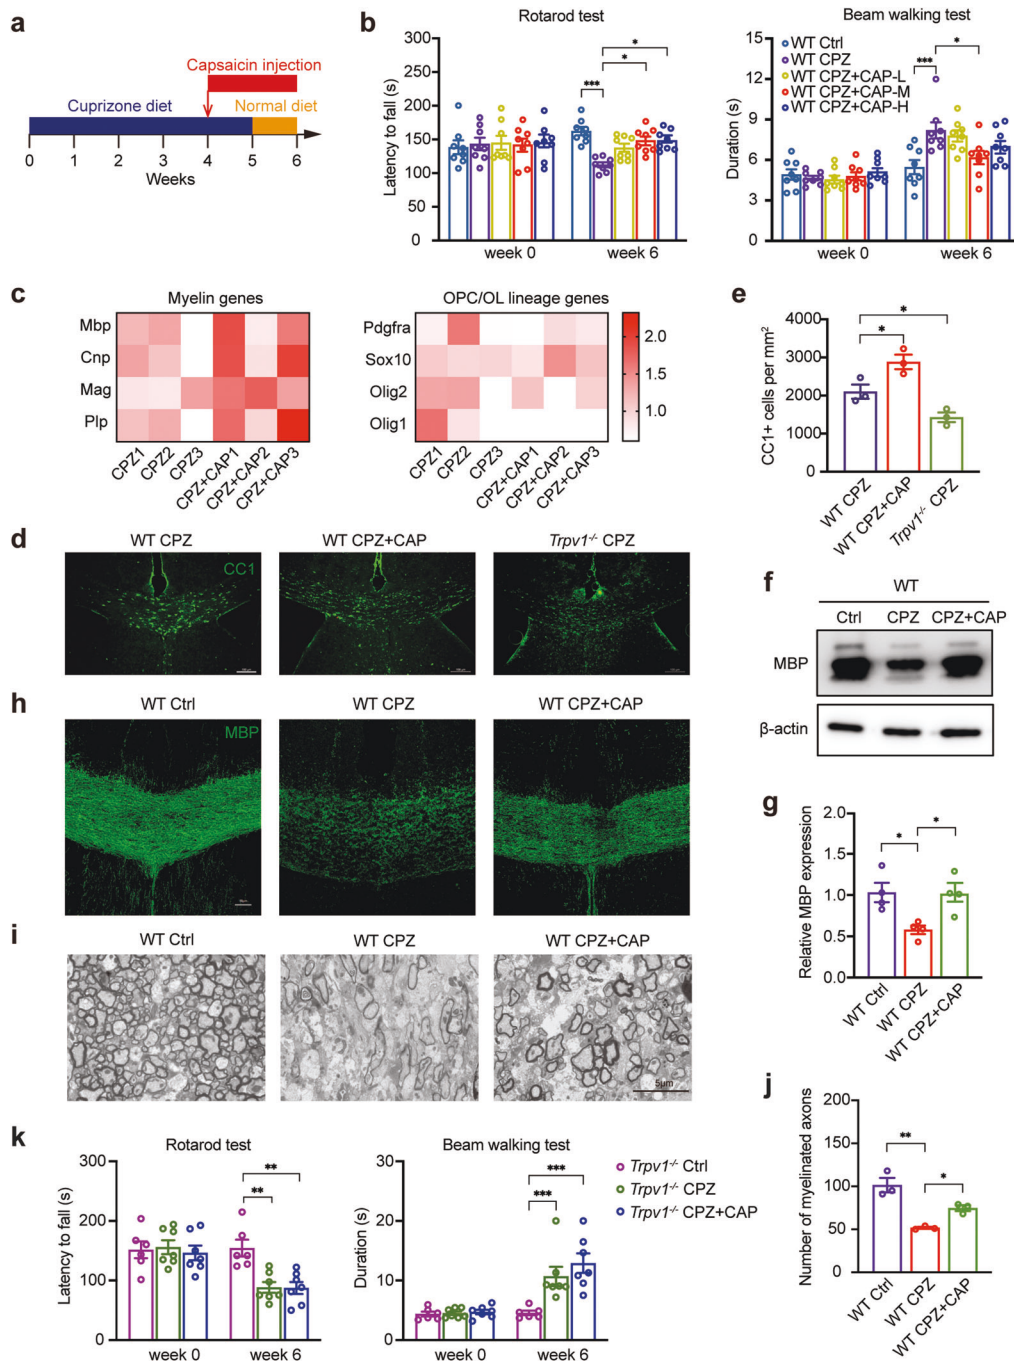 a
Capsaicin injection
Cuprizone diet
Normal diet
0 1 2 3 4 5 6
Weeks
b
Rotarod test
Latency to fall (s)
300
250
200
150
100
50
0
***
*
*
week 0
week 6
Beam walking test
Duration (s)
15
12
9
6
3
0
WT Ctrl
WT CPZ
WT CPZ+CAP-L
WT CPZ+CAP-M
WT CPZ+CAP-H
***
*
week 0
week 6
c
Myelin genes
Mbp
Cnp
Mag
Plp
CPZ1
CPZ2
CPZ3
CPZ+CAP1
CPZ+CAP2
CPZ+CAP3
OPC/OL lineage genes
Pdgfra
Sox10
Olig2
Olig1
CPZ1
CPZ2
CPZ3
CPZ+CAP1
CPZ+CAP2
CPZ+CAP3
2.0
1.5
1.0
e
CC1+ cells per mm²
4000
3000
2000
1000
0
*
*
WT CPZ
WT CPZ+CAP
Trpv1-/- CPZ
d
WT CPZ
WT CPZ+CAP
Trpv1-/- CPZ
CC1
f
WT
Ctrl CPZ CPZ+CAP
MBP
β-actin
h
WT Ctrl
WT CPZ
WT CPZ+CAP
MBP
g
Relative MBP expression
2.0
1.5
1.0
0.5
0.0
*
*
WT Ctrl
WT CPZ
WT CPZ+CAP
i
WT Ctrl
WT CPZ
WT CPZ+CAP
5μm
j
Number of myelinated axons
200
150
100
50
0
**
*
WT Ctrl
WT CPZ
WT CPZ+CAP
k
Rotarod test
Latency to fall (s)
300
200
100
0
**
**
week 0
week 6
Beam walking test
Duration (s)
30
20
10
0
***
***
week 0
week 6
Trpv1-/- Ctrl
Trpv1-/- CPZ
Trpv1-/- CPZ+CAP